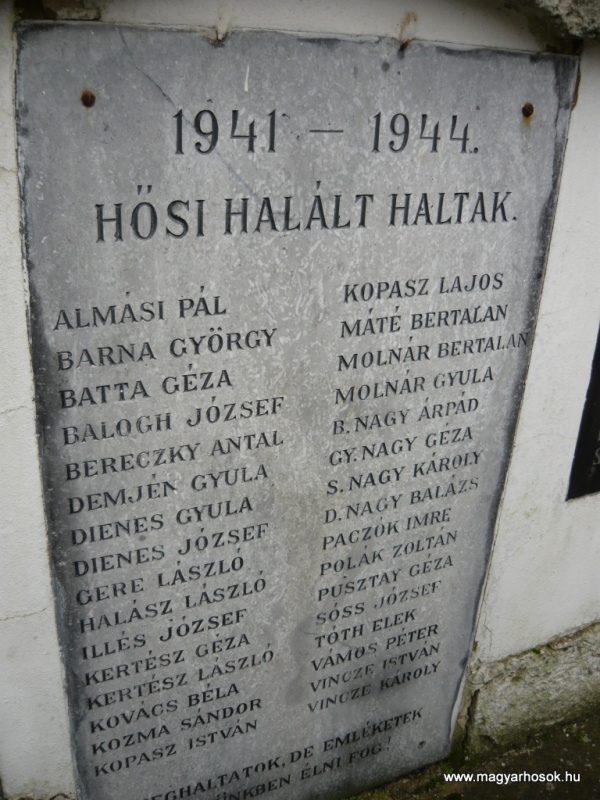 1941 – 1944.
HŐSI HALÁLT HALTAK.
ALMÁSI PÁL
BARNA GYÖRGY
BATTA GÉZA
BALOGH JÓZSEF
BERECZKY ANTAL
DEMJÉN GYULA
DIENES GYULA
DIENES JÓZSEF
GERE LÁSZLÓ
HALÁSZ LÁSZLÓ
ILLÉS JÓZSEF
KERTÉSZ GÉZA
KERTÉSZ LÁSZLÓ
KOVÁCS BÉLA
KOZMA SÁNDOR
KOPASZ ISTVÁN
KOPASZ LAJOS
MÁTÉ BERTALAN
MOLNÁR BERTALAN
MOLNÁR GYULA
B. NAGY ÁRPÁD
GY. NAGY GÉZA
S. NAGY KÁROLY
D. NAGY BALÁZS
PACZÓK IMRE
POLÁK ZOLTÁN
PUSZTAY GÉZA
SÓSS JÓZSEF
TÓTH ELEK
VÁMOS PÉTER
VINCZE ISTVÁN
VINCZE KÁROLY
DE EMLÉKETEK
ÉLNI FOG!
www.magyarhosok.hu